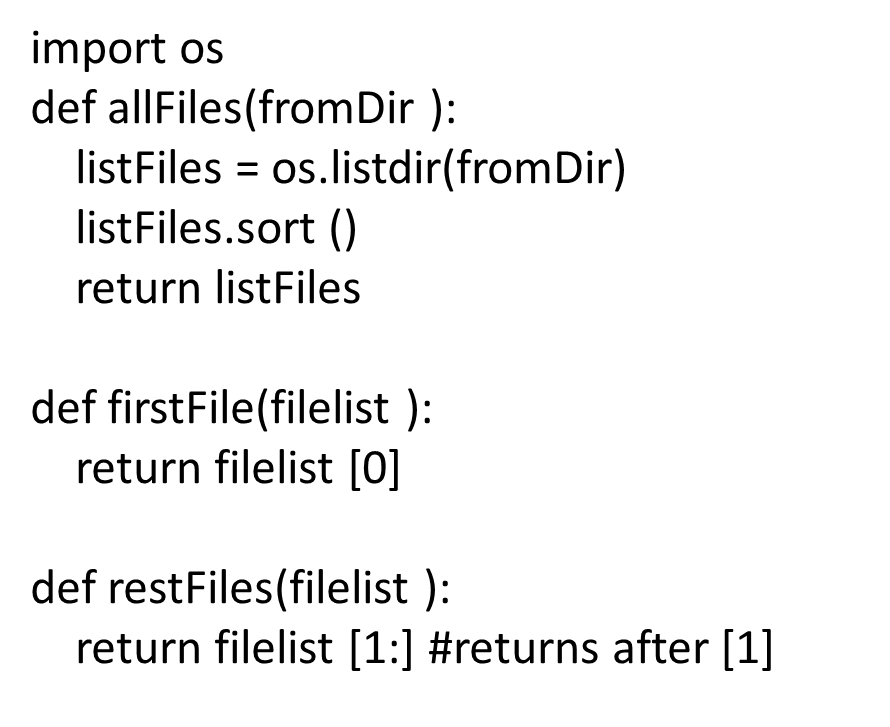 import os
def allFiles(fromDir ):
listFiles = os.listdir(fromDir)
listFiles.sort ()
return listFiles
def firstFile(filelist ):
return filelist [0]
def restFiles(filelist ):
return filelist [1:] #returns after [1]